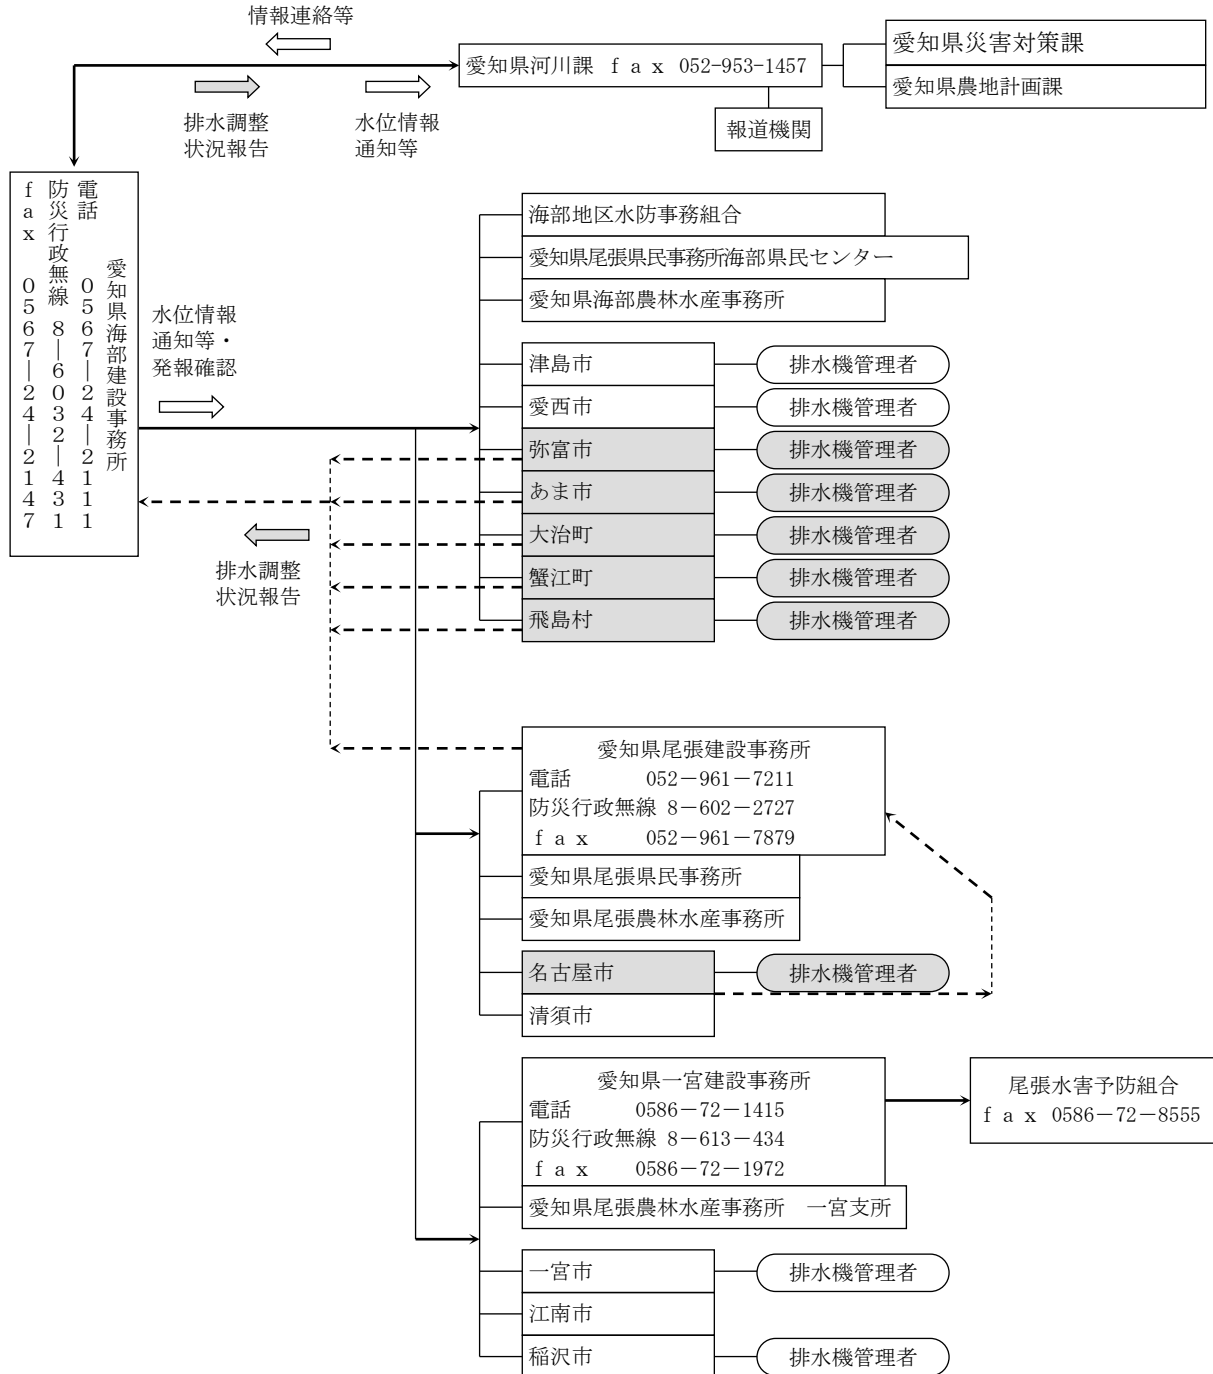 情報連絡等
愛知県河川課 ｆａｘ 052-953-1457
愛知県災害対策課
愛知県農地計画課
報道機関
排水調整
状況報告
水位情報
通知等
愛知県海部建設事務所
電話 ０５６７―２４―２１１１
防災行政無線 ８―６０３２―４３１
ｆａｘ ０５６７―２４―２１４７
水位情報
通知等・
発報確認
海部地区水防事務組合
愛知県尾張県民事務所海部県民センター
愛知県海部農林水産事務所
津島市 排水機管理者
愛西市 排水機管理者
弥富市 排水機管理者
あま市 排水機管理者
大治町 排水機管理者
蟹江町 排水機管理者
飛島村 排水機管理者
排水調整
状況報告
愛知県尾張建設事務所
電話 052－961－7211
防災行政無線 8－602－2727
ｆａｘ 052－961－7879
愛知県尾張県民事務所
愛知県尾張農林水産事務所
名古屋市 排水機管理者
清須市
愛知県一宮建設事務所
電話 0586－72－1415
防災行政無線 8－613－434
ｆａｘ 0586－72－1972
尾張水害予防組合
ｆａｘ 0586－72－8555
愛知県尾張農林水産事務所　一宮支所
一宮市 排水機管理者
江南市
稲沢市 排水機管理者